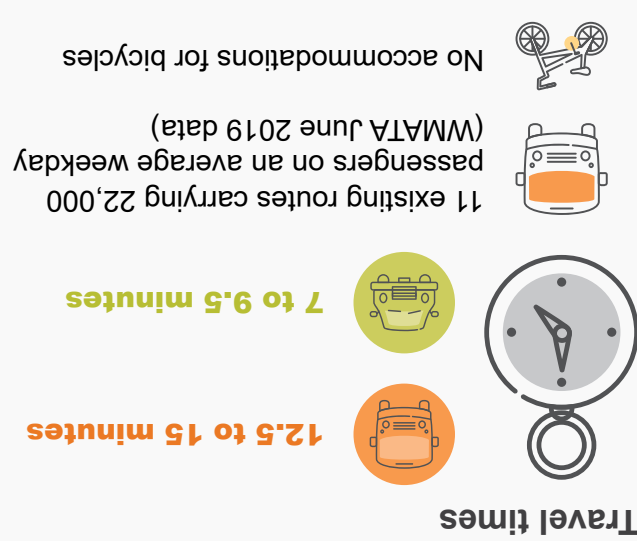 Travel times
12.5 to 15 minutes
7 to 9.5 minutes
11 existing routes carrying 22,000
passengers on an average weekday
(WMATA June 2019 data)
No accommodations for bicycles